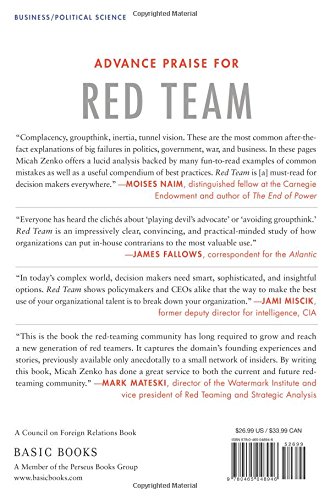 Copyrighted Material
BUSINESS/POLITICAL SCIENCE
ADVANCE PRAISE FOR
RED TEAM
“Complacency, groupthink, inertia, tunnel vision. These are the most common after-the-
fact explanations of big failures in politics, government, war, and business. In these pages
Micah Zenko offers a lucid analysis backed by many fun-to-read examples of common
mistakes as well as a useful compendium of best practices. Red Team is [a] must-read for
decision makers everywhere.” —MOISES NAIM, distinguished fellow at the Carnegie
Endowment and author of The End of Power
“Everyone has heard the clichés about ‘playing devil’s advocate’ or ‘avoiding groupthink.’
Red Team is an impressively clear, convincing, and practical-minded study of how
organizations can put in-house contrarians to the most valuable use.”
—JAMES FALLOWS, correspondent for the Atlantic
“In today’s complex world, decision makers need smart, sophisticated, and insightful
options. Red Team shows policymakers and CEOs alike that the way to make the best
use of your organizational talent is to break down your organization.” —JAMI MISCIK,
former deputy director for intelligence, CIA
“This is the book the red-teaming community has long required to grow and reach
a new generation of red teamers. It captures the domain’s founding experiences and
stories, previously available only anecdotally to a small network of insiders. By
writing this book, Micah Zenko has done a great service to both the current and future red-
teaming community.” —MARK MATESKI, director of the Watermark Institute and
vice president of Red Teaming and Strategic Analysis
A Council on Foreign Relations Book
BASIC BOOKS
A Member of the Perseus Books Group
www.basicbooks.com
$26.99 US / $33.99 CAN
ISBN 978-0-465-04894-6
52699
9 780465 048946
Copyrighted Material